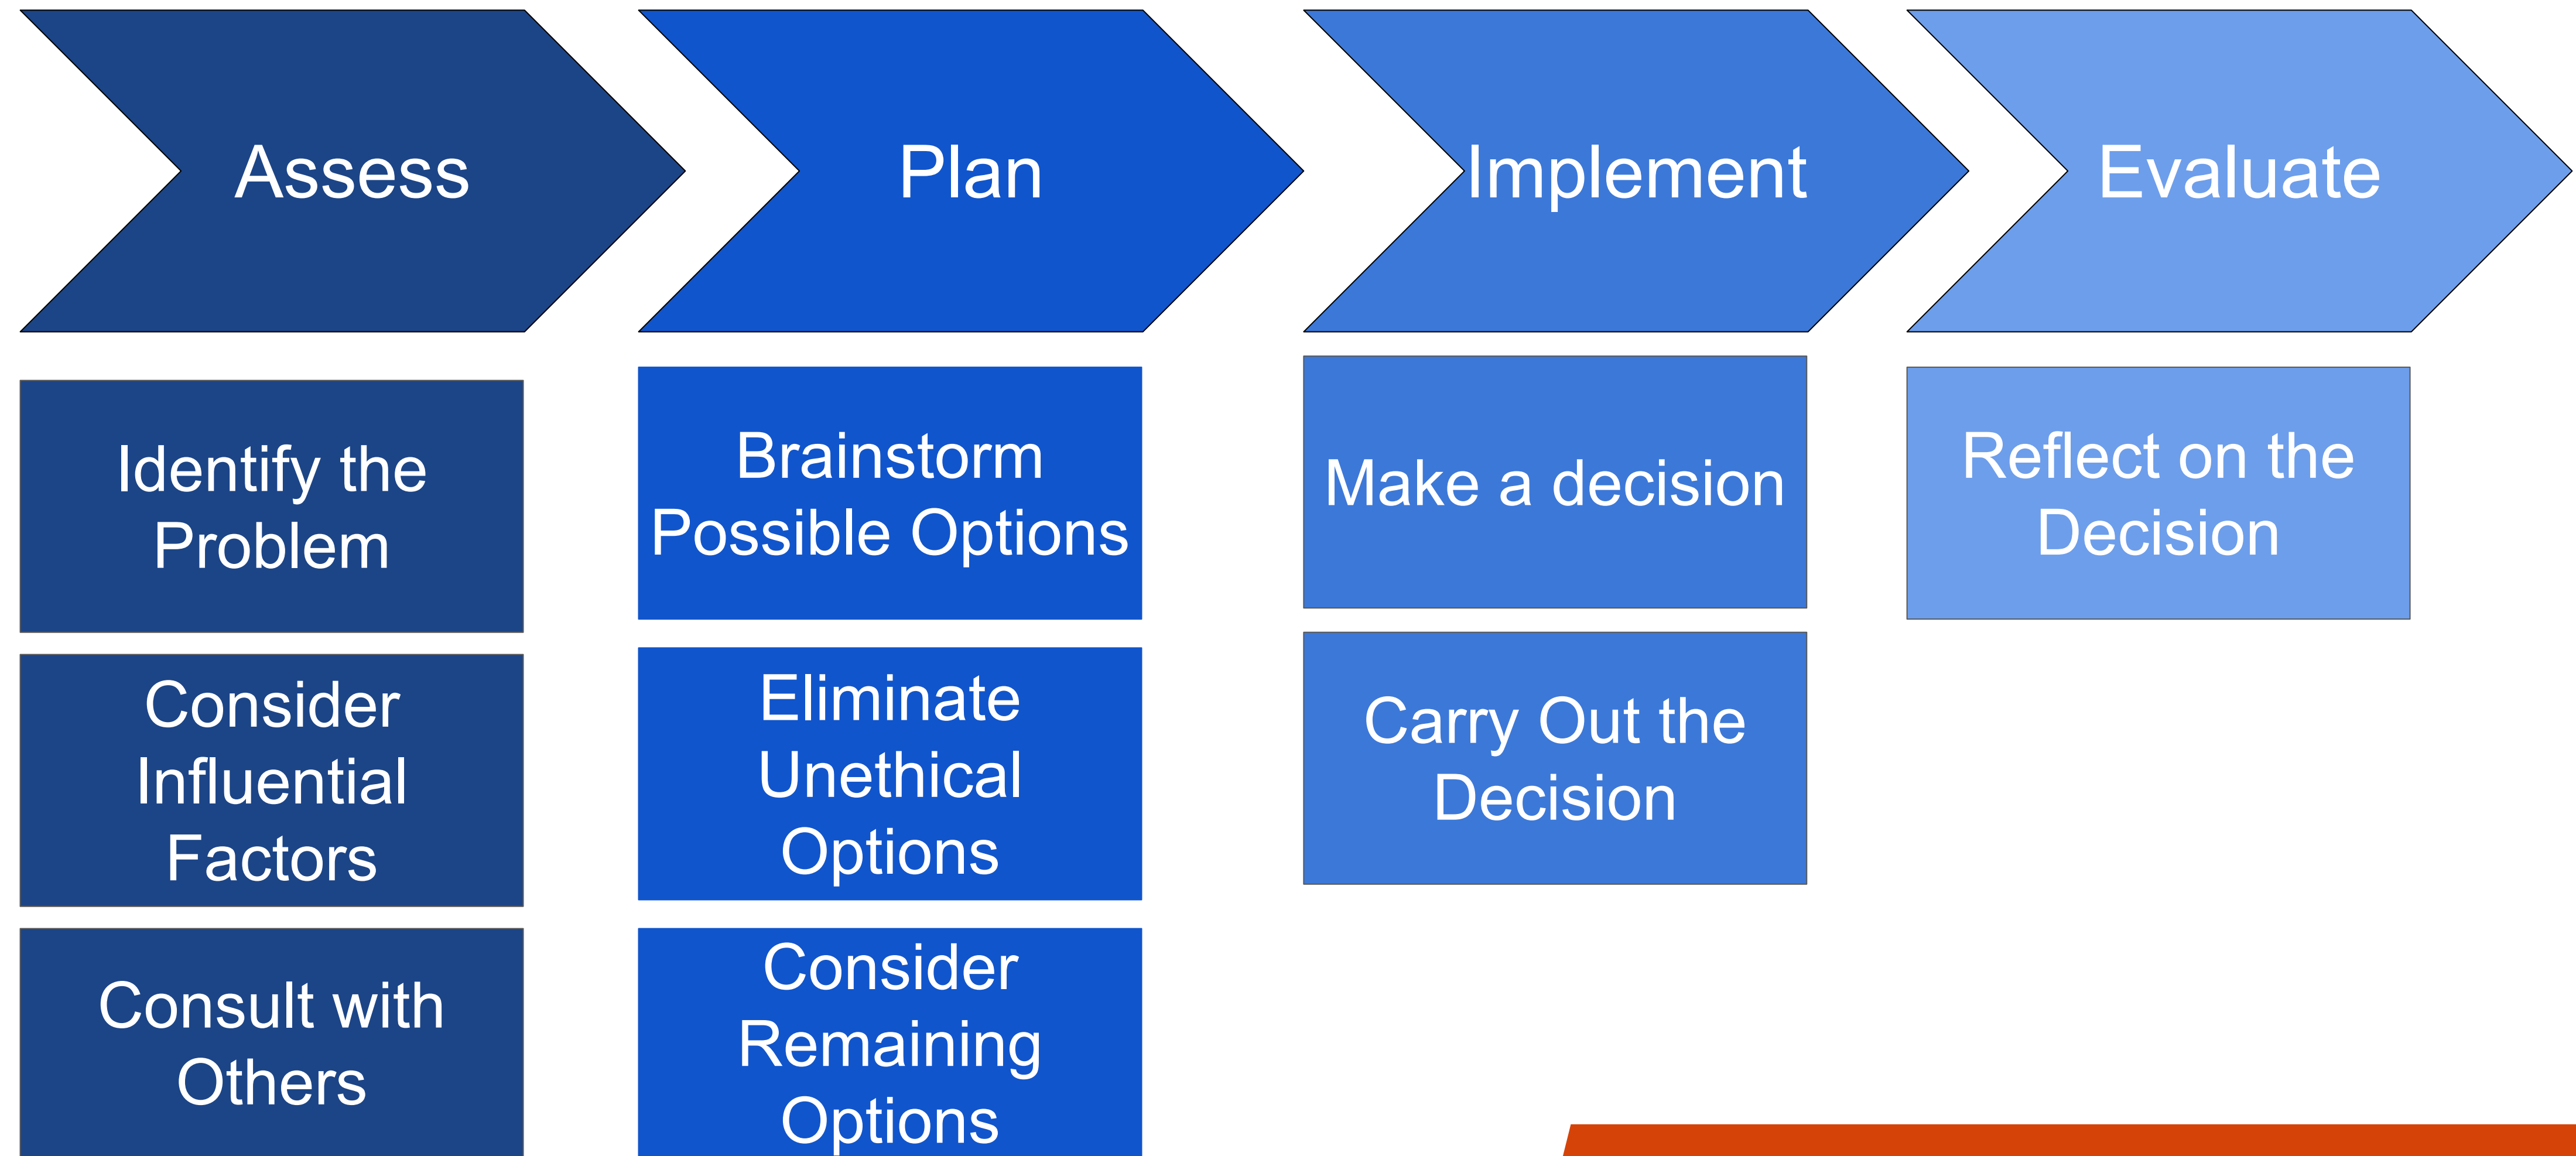 Assess
Plan
Implement
Evaluate
Identify the
Problem
Consider
Influential
Factors
Consult with
Others
Brainstorm
Possible Options
Eliminate
Unethical
Options
Consider
Remaining
Options
Make a decision
Carry Out the
Decision
Reflect on the
Decision